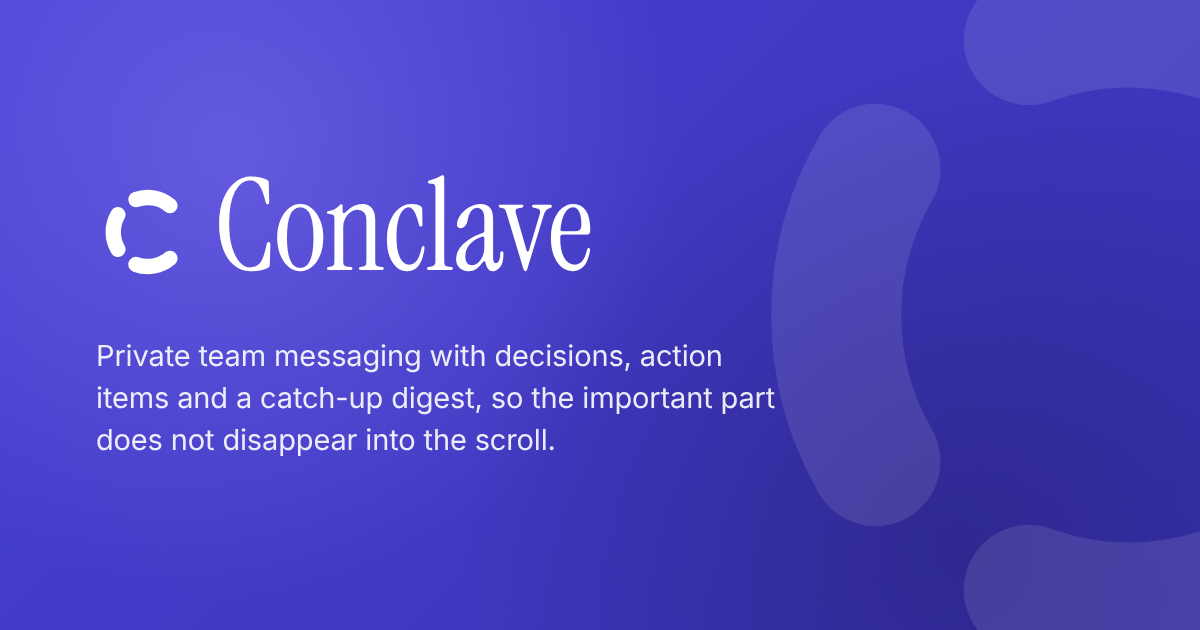 Conclave
Private team messaging with decisions, action
items and a catch-up digest, so the important part
does not disappear into the scroll.